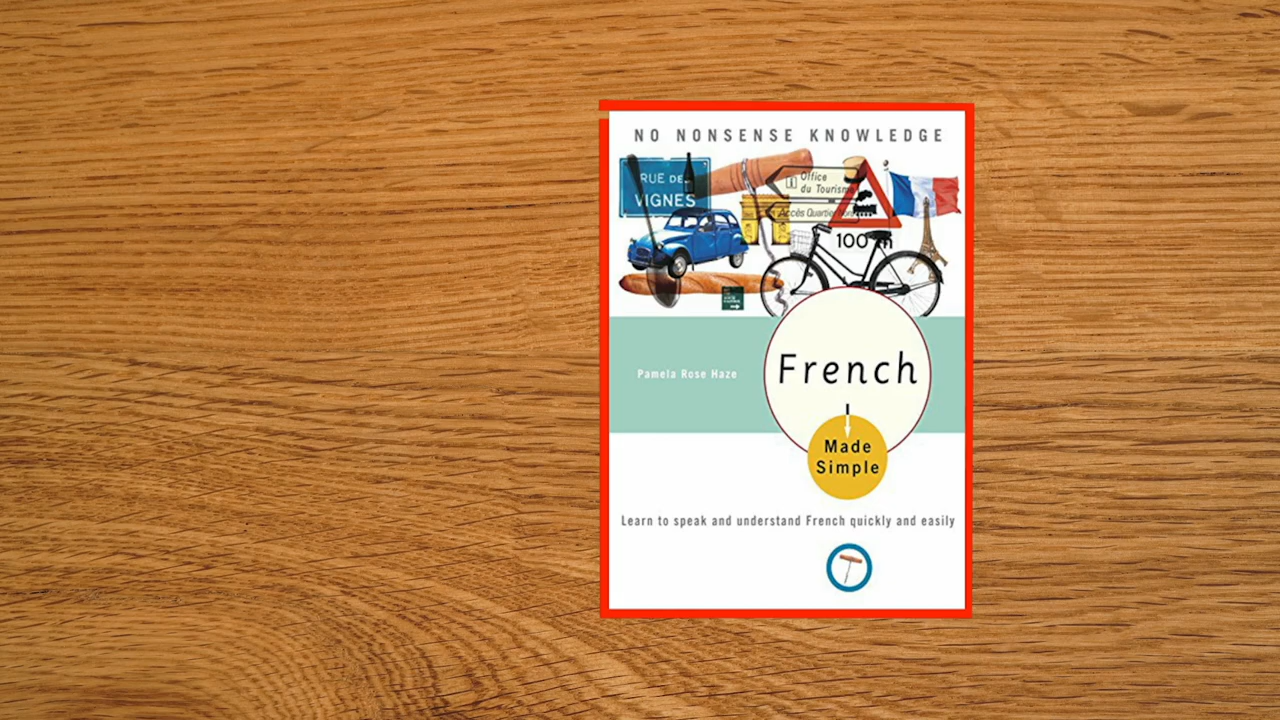 NO NONSENSE KNOWLEDGE
RUE DES
VIGNES
Office
du Tourisme
Accès Quartier
100 m
French
Pamela Rose Haze
Made
Simple
Learn to speak and understand French quickly and easily